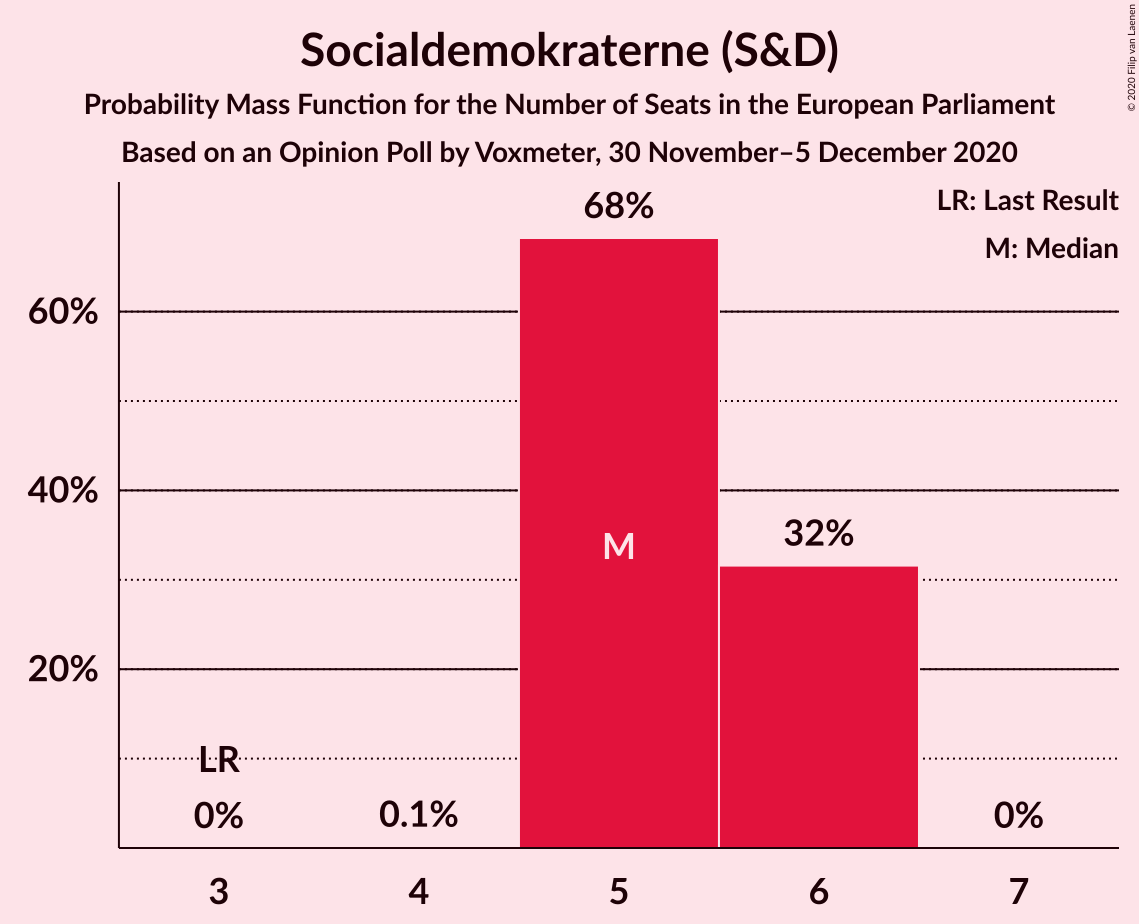 Socialdemokraterne (S&D)
Probability Mass Function for the Number of Seats in the European Parliament
Based on an Opinion Poll by Voxmeter, 30 November–5 December 2020
© 2020 Filip van Laenen
LR: Last Result
M: Median
68%
60%
40%
M
32%
20%
LR
0%
0.1%
0%
3
4
5
6
7